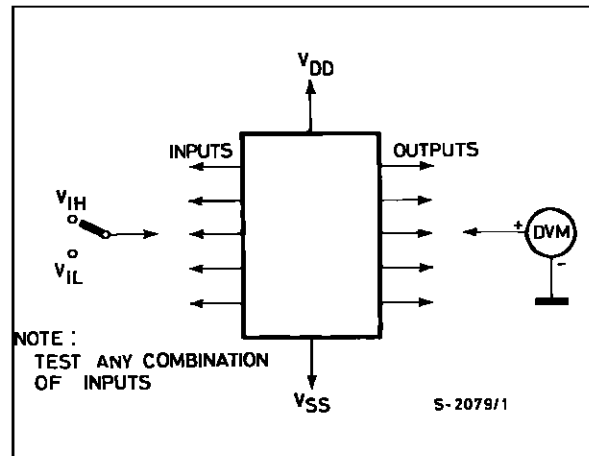 VDD
INPUTS
OUTPUTS
VIH
VIL
+
DVM
-
NOTE :
TEST ANY COMBINATION
OF INPUTS
VSS
S-2079/1